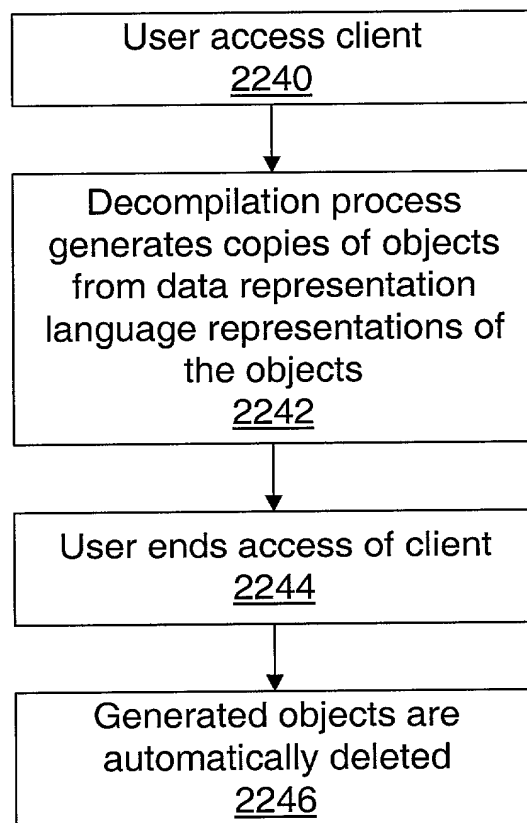 User access client
2240
Decompilation process
generates copies of objects
from data representation
language representations of
the objects
2242
User ends access of client
2244
Generated objects are
automatically deleted
2246